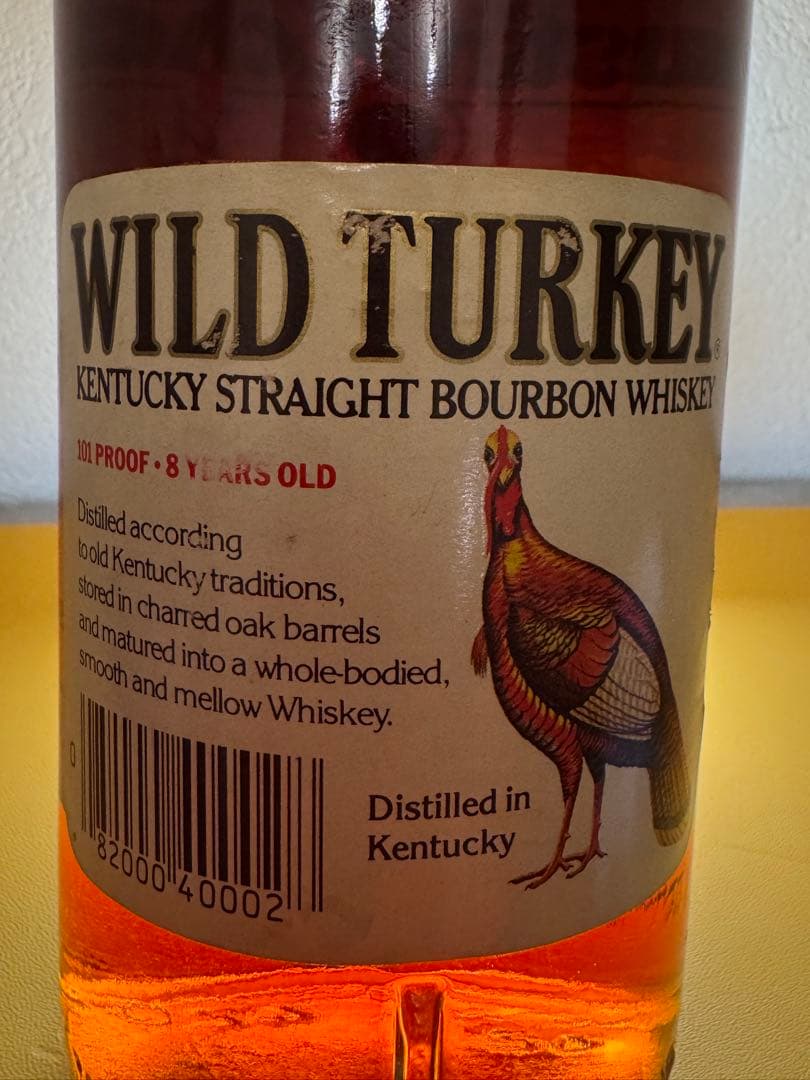 WILD TURKEY®
KENTUCKY STRAIGHT BOURBON WHISKEY
101 PROOF • 8 YEARS OLD
Distilled according
to old Kentucky traditions,
stored in charred oak barrels
and matured into a whole-bodied,
smooth and mellow Whiskey.
Distilled in
Kentucky
0 82000 40002